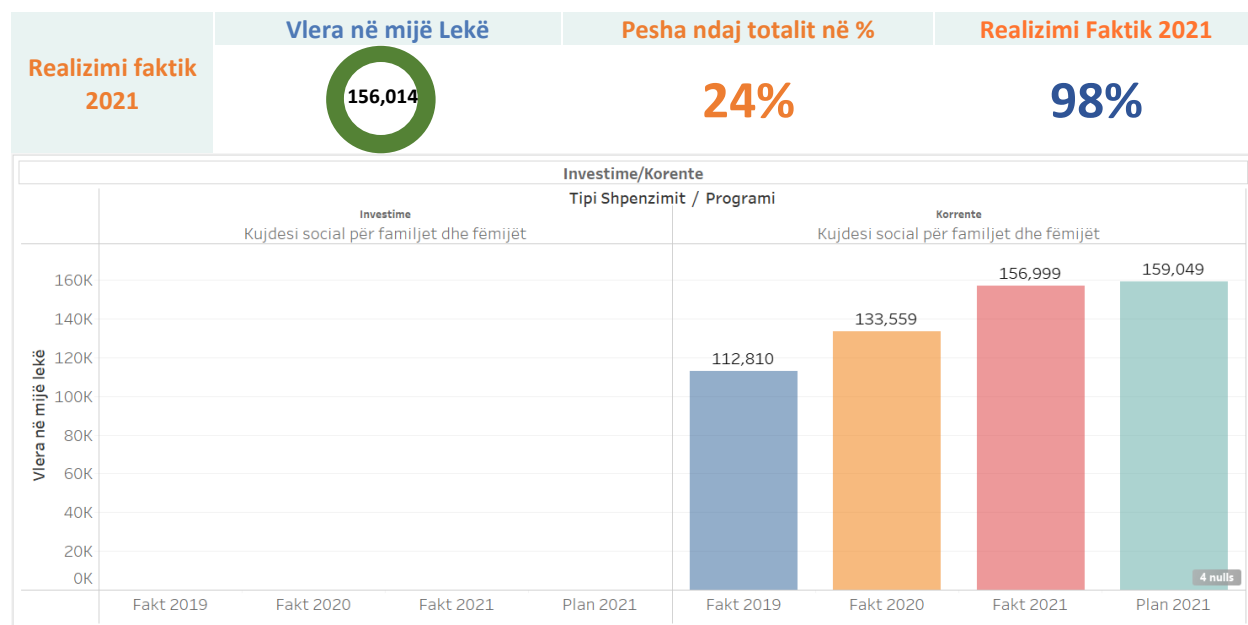 Vlera në mijë Lekë
Pesha ndaj totalit në %
Realizimi Faktik 2021
Realizimi faktik
2021
156,014
24%
98%
Investime/Korente
Tipi Shpenzimit / Programi
Investime
Korrente
Kujdesi social për familjet dhe fëmijët
Kujdesi social për familjet dhe fëmijët
Vlera në mijë lekë
160K
140K
120K
100K
80K
60K
40K
20K
0K
112,810
133,559
156,999
159,049
4 nulls
Fakt 2019
Fakt 2020
Fakt 2021
Plan 2021
Fakt 2019
Fakt 2020
Fakt 2021
Plan 2021